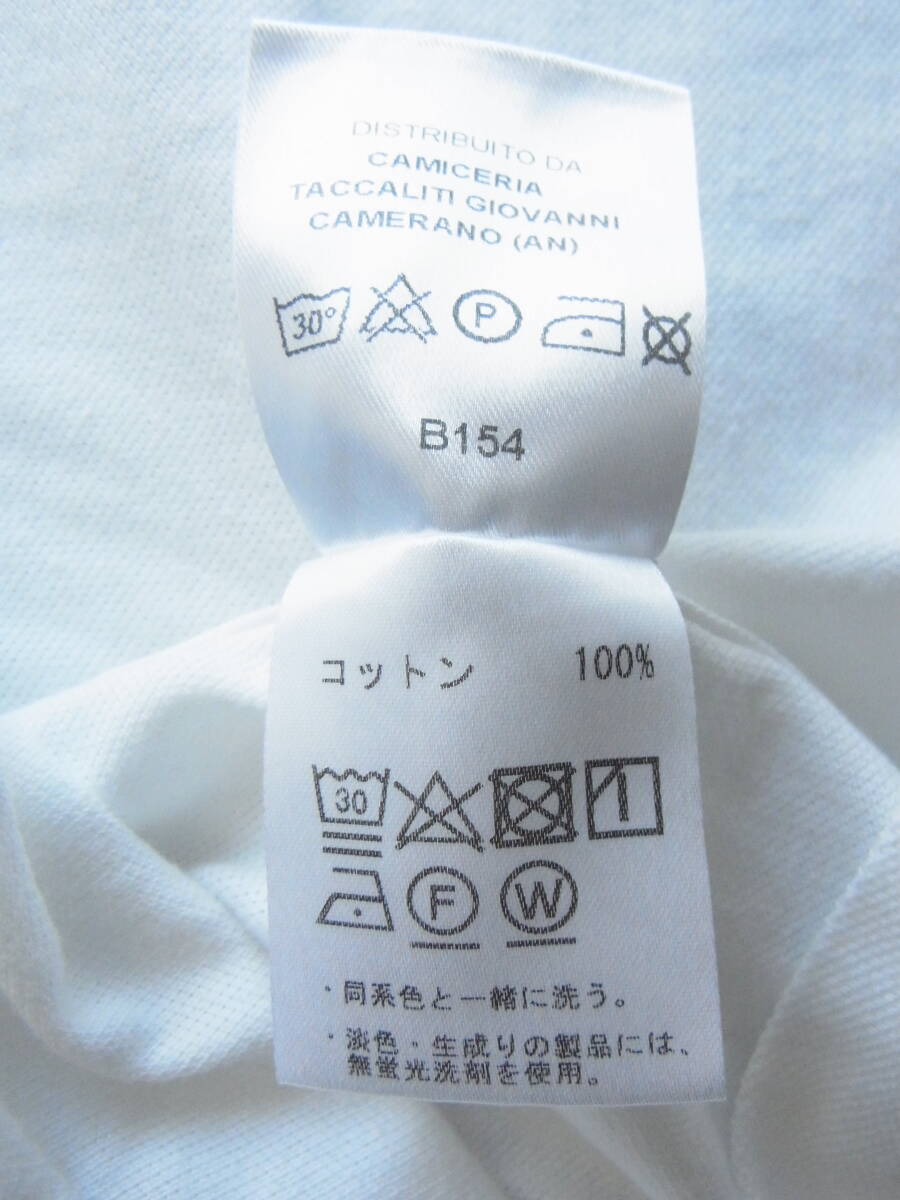 DISTRIBUITO DA
CAMICERIA
TACCALITI GIOVANNI
CAMERANO (AN)
30° P
B154
コットン 100%
30
F W
・同系色と一緒に洗う。
・淡色・生成りの製品には、
無蛍光洗剤を使用。